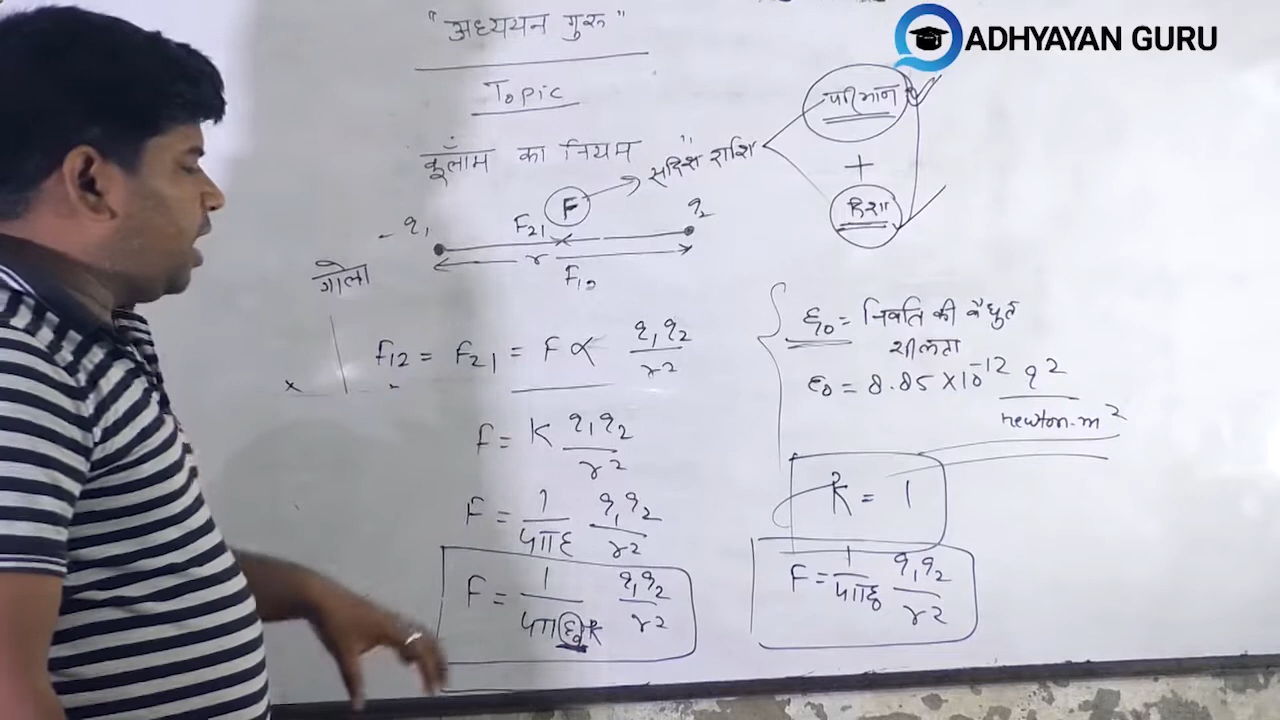 "अध्ययन गुरु"
ADHYAYAN GURU
Topic
कूलॉम का नियम
सदिश राशि
परिमान
+
दिशा
F
- q1
F21
q2
r
F12
गोला
F12 = F21 = F ∝ q1q2/r2
F = K q1q2/r2
F = 1/4πε q1q2/r2
F = 1/4πε0K q1q2/r2
ε0 = निर्वात की वैधुत
शीलता
ε0 = 8.85 × 10^-12 q2/newton-m2
K = 1
F = 1/4πε0 q1q2/r2